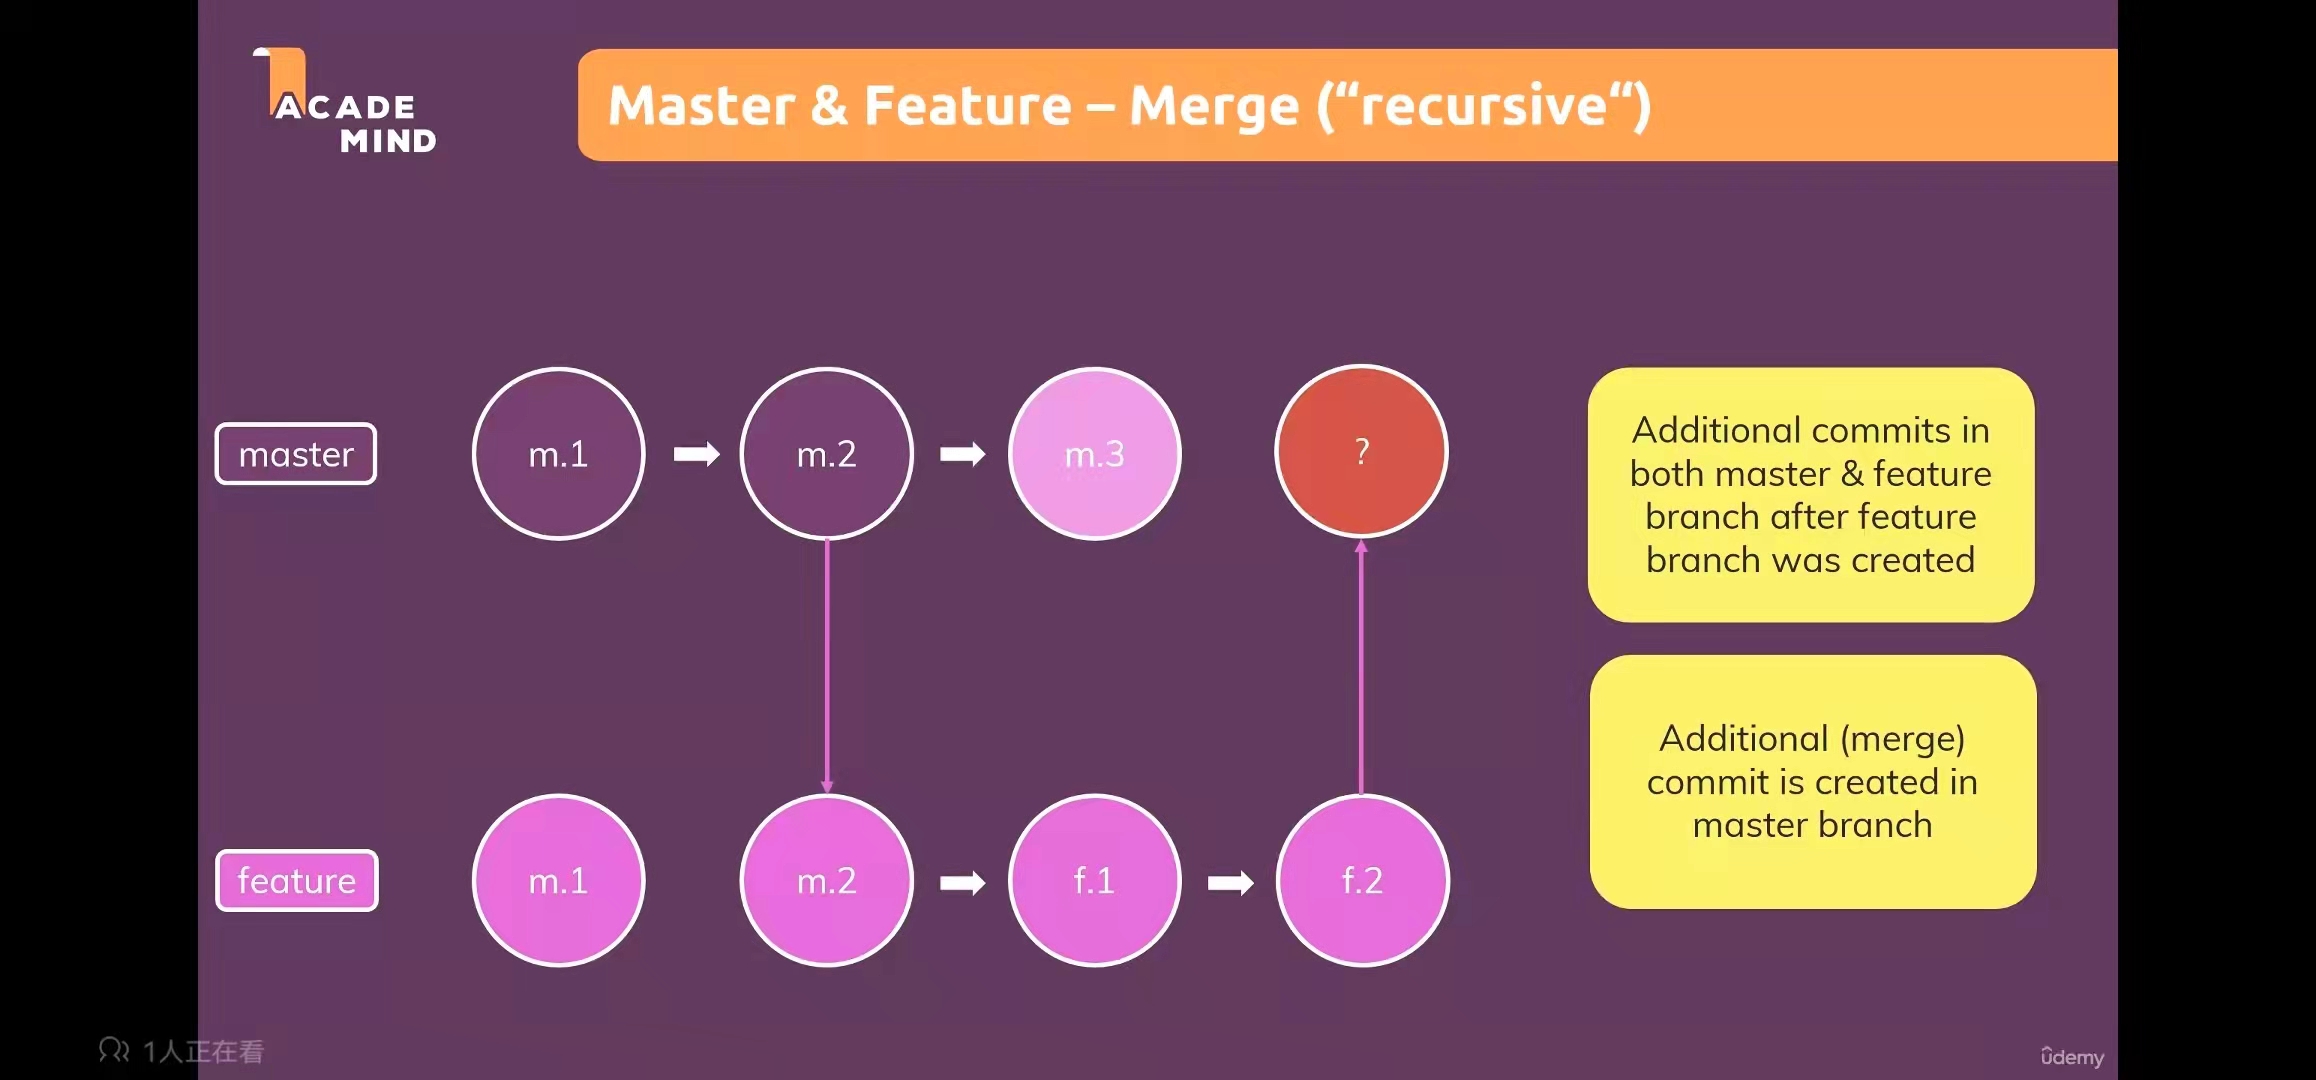 ACADE
MIND
Master & Feature – Merge (“recursive“)
master
m.1
m.2
m.3
?
Additional commits in
both master & feature
branch after feature
branch was created
Additional (merge)
commit is created in
master branch
feature
m.1
m.2
f.1
f.2
1人正在看
ûdemy